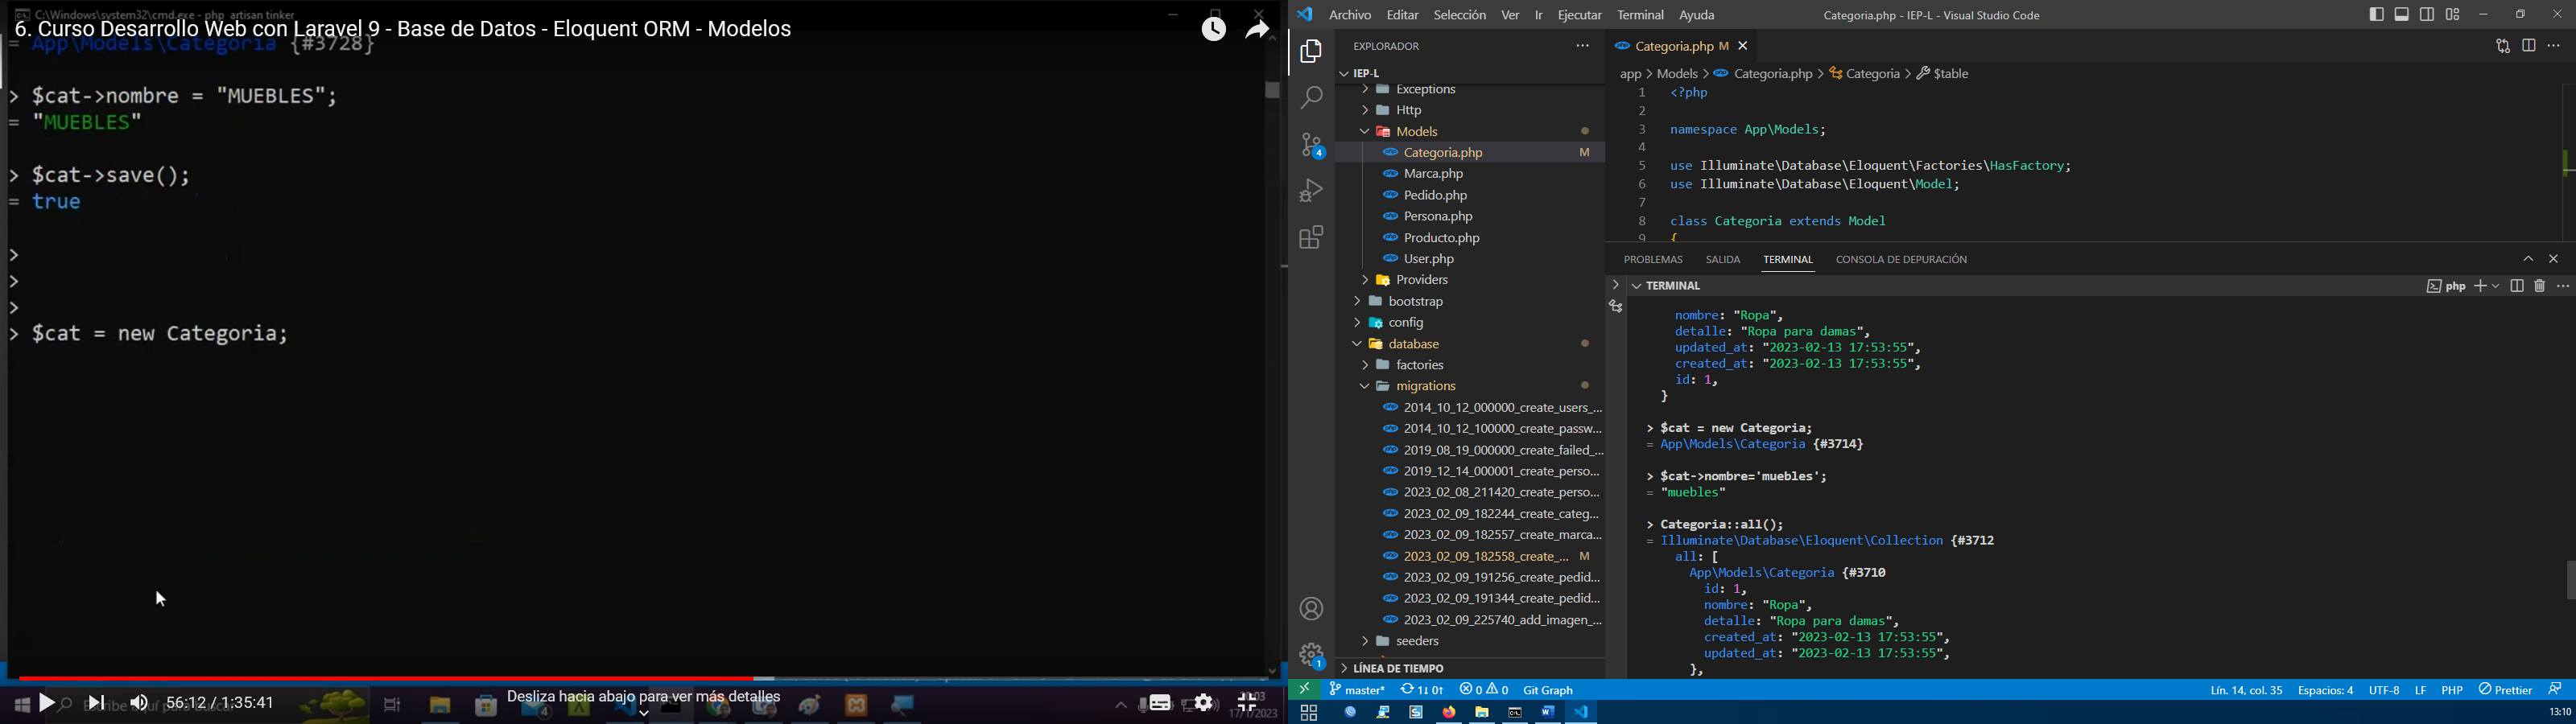 C:\Windows\system32\cmd.exe - php artisan tinker
6. Curso Desarrollo Web con Laravel 9 - Base de Datos - Eloquent ORM - Modelos
= App\Models\Categoria {#3728}
> $cat->nombre = "MUEBLES";
= "MUEBLES"
> $cat->save();
= true
>
>
>
> $cat = new Categoria;
56:12 / 1:35:41
Desliza hacia abajo para ver más detalles
17/1/2023
Archivo Editar Selección Ver Ir Ejecutar Terminal Ayuda
Categoria.php - IEP-L - Visual Studio Code
EXPLORADOR
IEP-L
Exceptions
Http
Models
Categoria.php M
Marca.php
Pedido.php
Persona.php
Producto.php
User.php
Providers
bootstrap
config
database
factories
migrations
2014_10_12_000000_create_users_...
2014_10_12_100000_create_passw...
2019_08_19_000000_create_failed_...
2019_12_14_000001_create_perso...
2023_02_08_211420_create_perso...
2023_02_09_182244_create_categ...
2023_02_09_182557_create_marca...
2023_02_09_182558_create_... M
2023_02_09_191256_create_pedid...
2023_02_09_191344_create_pedid...
2023_02_09_225740_add_imagen_...
seeders
LÍNEA DE TIEMPO
4
1
Categoria.php M
app > Models > Categoria.php > Categoria > $table
1 <?php
2
3 namespace App\Models;
4
5 use Illuminate\Database\Eloquent\Factories\HasFactory;
6 use Illuminate\Database\Eloquent\Model;
7
8 class Categoria extends Model
9 {
PROBLEMAS SALIDA TERMINAL CONSOLA DE DEPURACIÓN
TERMINAL
php
nombre: "Ropa",
detalle: "Ropa para damas",
updated_at: "2023-02-13 17:53:55",
created_at: "2023-02-13 17:53:55",
id: 1,
}
> $cat = new Categoria;
= App\Models\Categoria {#3714}
> $cat->nombre='muebles';
= "muebles"
> Categoria::all();
= Illuminate\Database\Eloquent\Collection {#3712
all: [
App\Models\Categoria {#3710
id: 1,
nombre: "Ropa",
detalle: "Ropa para damas",
created_at: "2023-02-13 17:53:55",
updated_at: "2023-02-13 17:53:55",
},
master* 1↓ 0↑ 0 0 Git Graph
Lín. 14, col. 35 Espacios: 4 UTF-8 LF PHP Prettier
13:10